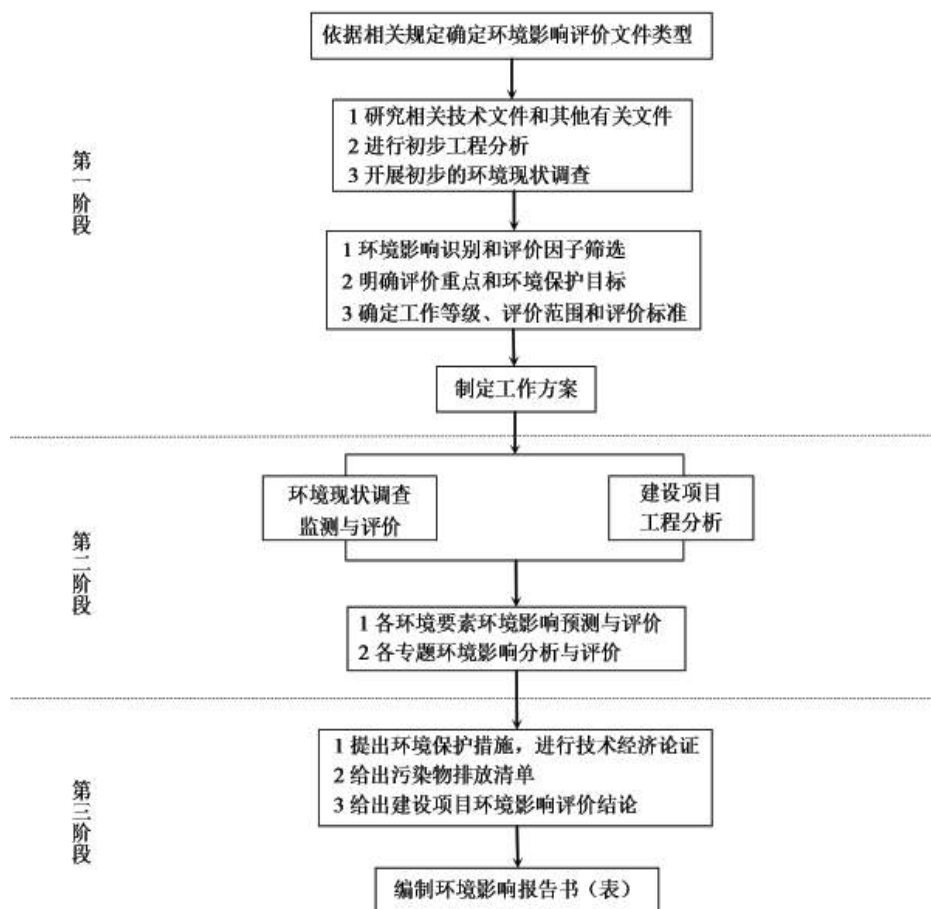 依据相关规定确定环境影响评价文件类型
第一阶段
1 研究相关技术文件和其他有关文件
2 进行初步工程分析
3 开展初步的环境现状调查
1 环境影响识别和评价因子筛选
2 明确评价重点和环境保护目标
3 确定工作等级、评价范围和评价标准
制定工作方案
第二阶段
环境现状调查
监测与评价
建设项目
工程分析
1 各环境要素环境影响预测与评价
2 各专题环境影响分析与评价
第三阶段
1 提出环境保护措施，进行技术经济论证
2 给出污染物排放清单
3 给出建设项目环境影响评价结论
编制环境影响报告书（表）